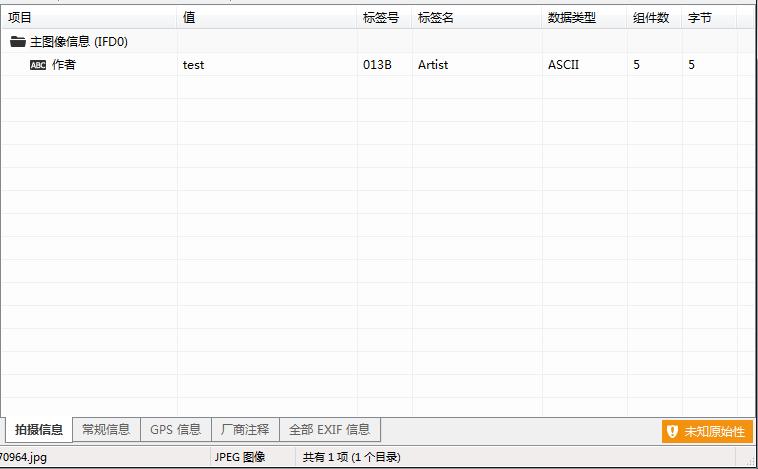 项目 值 标签号 标签名 数据类型 组件数 字节
主图像信息 (IFD0)
ABC 作者 test 013B Artist ASCII 5 5
拍摄信息 常规信息 GPS 信息 厂商注释 全部 EXIF 信息 未知原始性
70964.jpg JPEG 图像 共有 1 项 (1 个目录)